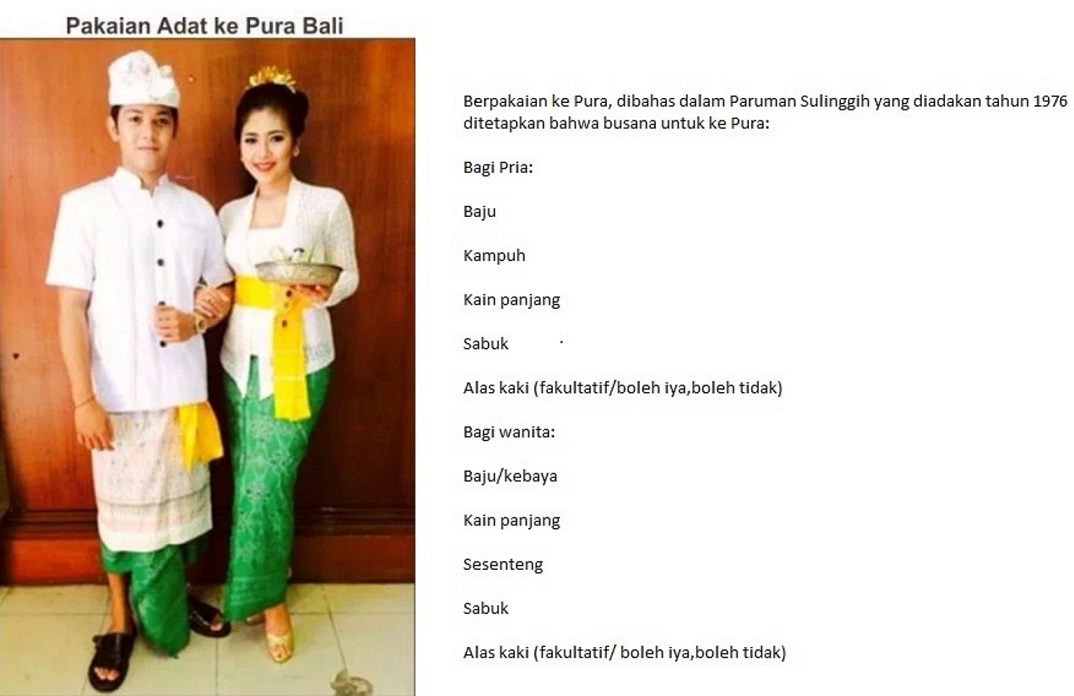 Pakaian Adat ke Pura Bali
Berpakaian ke Pura, dibahas dalam Paruman Sulinggih yang diadakan tahun 1976
ditetapkan bahwa busana untuk ke Pura:
Bagi Pria:
Baju
Kampuh
Kain panjang
Sabuk
Alas kaki (fakultatif/boleh iya,boleh tidak)
Bagi wanita:
Baju/kebaya
Kain panjang
Sesenteng
Sabuk
Alas kaki (fakultatif/ boleh iya,boleh tidak)